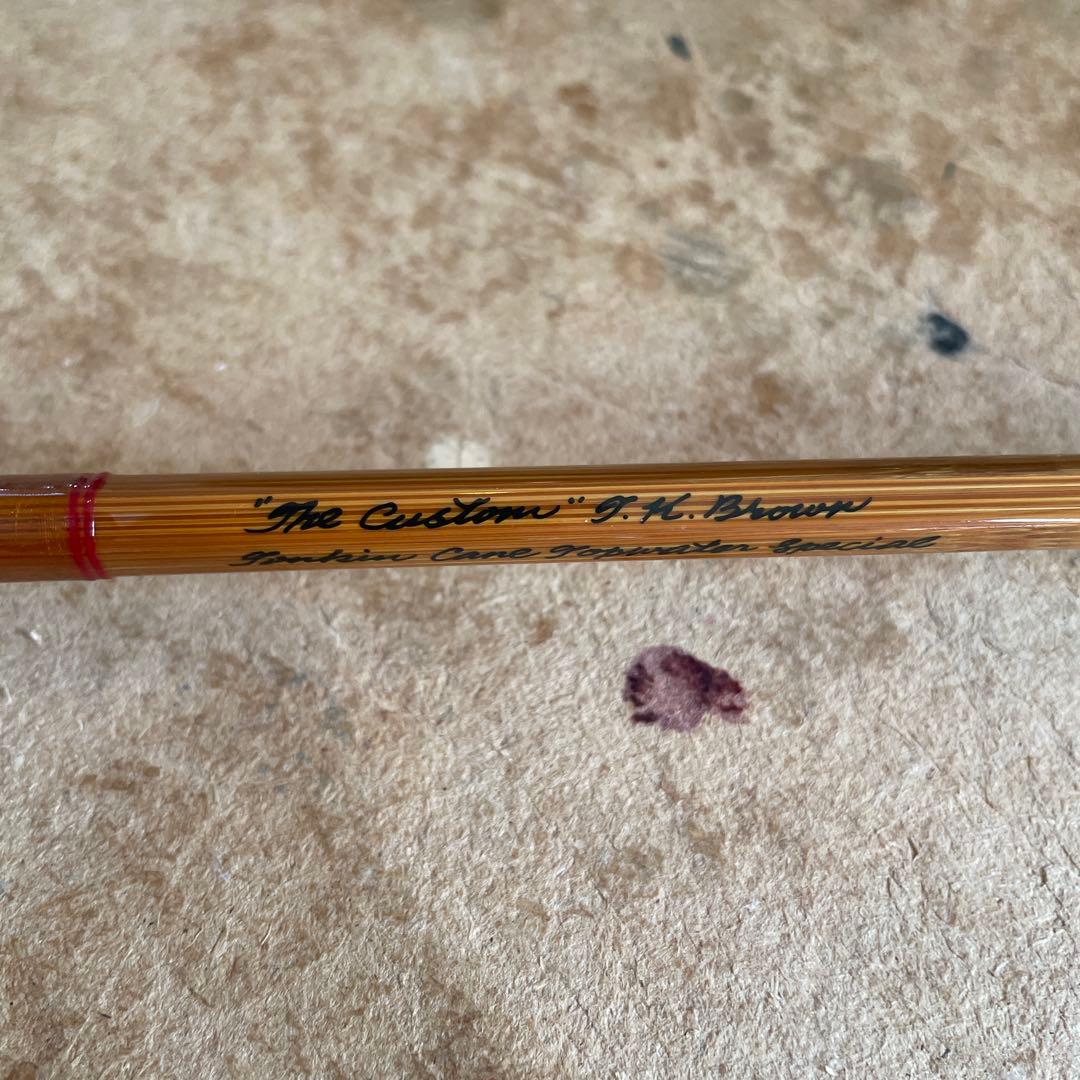 "The Custom" T. H. Brown
Tonkin Cane Topwater Special